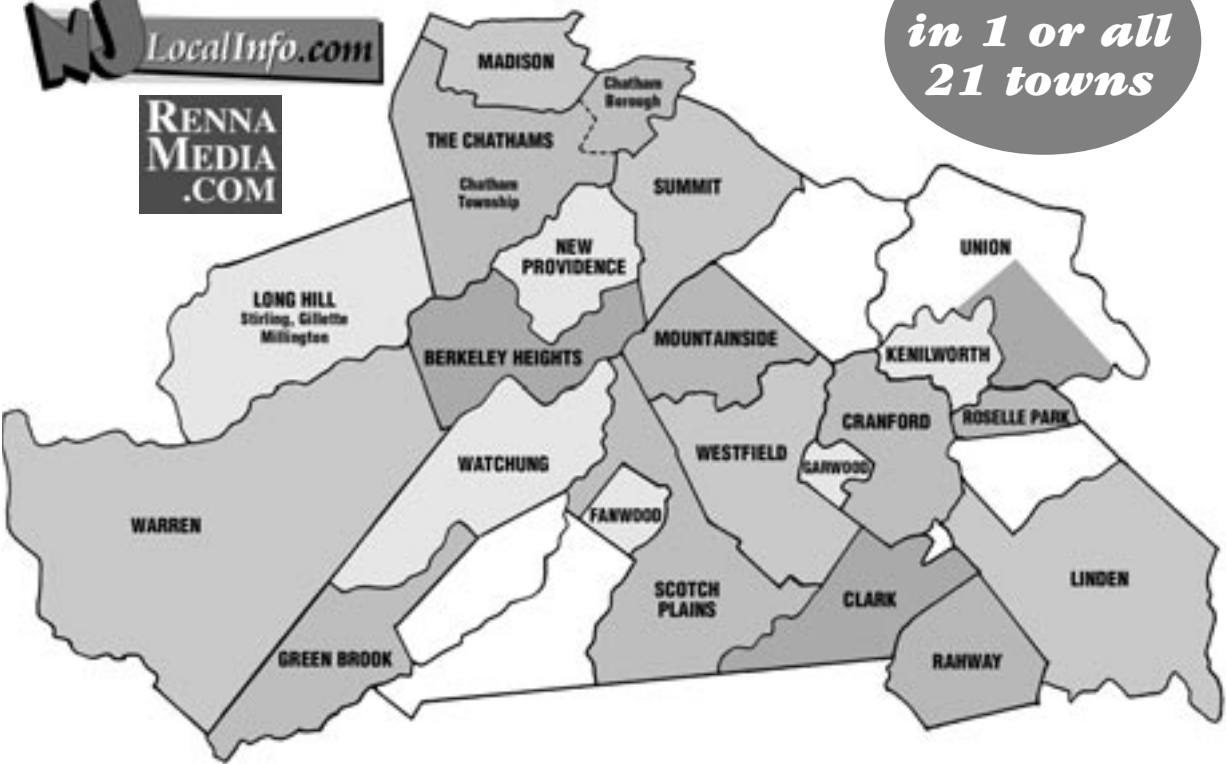 NJ
LocalInfo.com
RENNA
MEDIA
.COM
in 1 or all
21 towns
MADISON
Chatham
Borough
THE CHATHAMS
Chatham
Township
SUMMIT
NEW
PROVIDENCE
UNION
LONG HILL
Stirling, Gillette
Millington
BERKELEY HEIGHTS
MOUNTAINSIDE
KENILWORTH
ROSELLE PARK
CRANFORD
WESTFIELD
GARWOOD
WATCHUNG
FANWOOD
WARREN
SCOTCH
PLAINS
CLARK
LINDEN
GREEN BROOK
RAHWAY